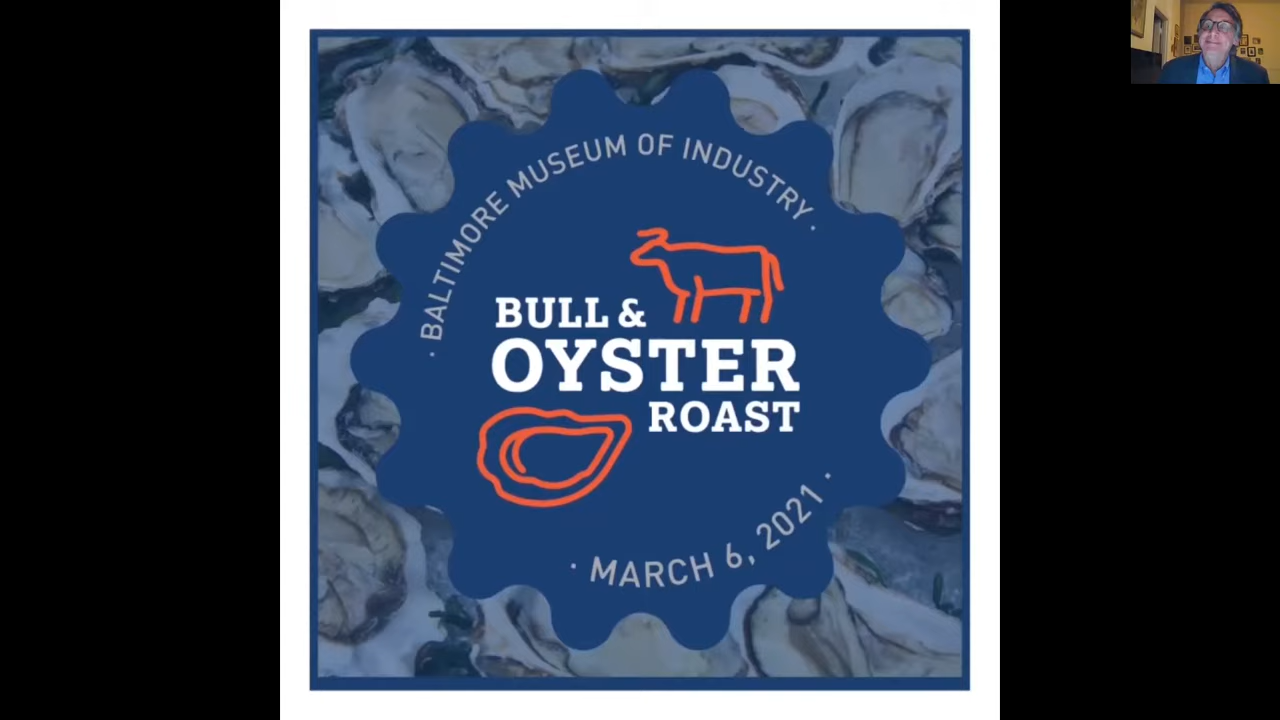 · BALTIMORE MUSEUM OF INDUSTRY ·
BULL &
OYSTER
ROAST
· MARCH 6, 2021 ·